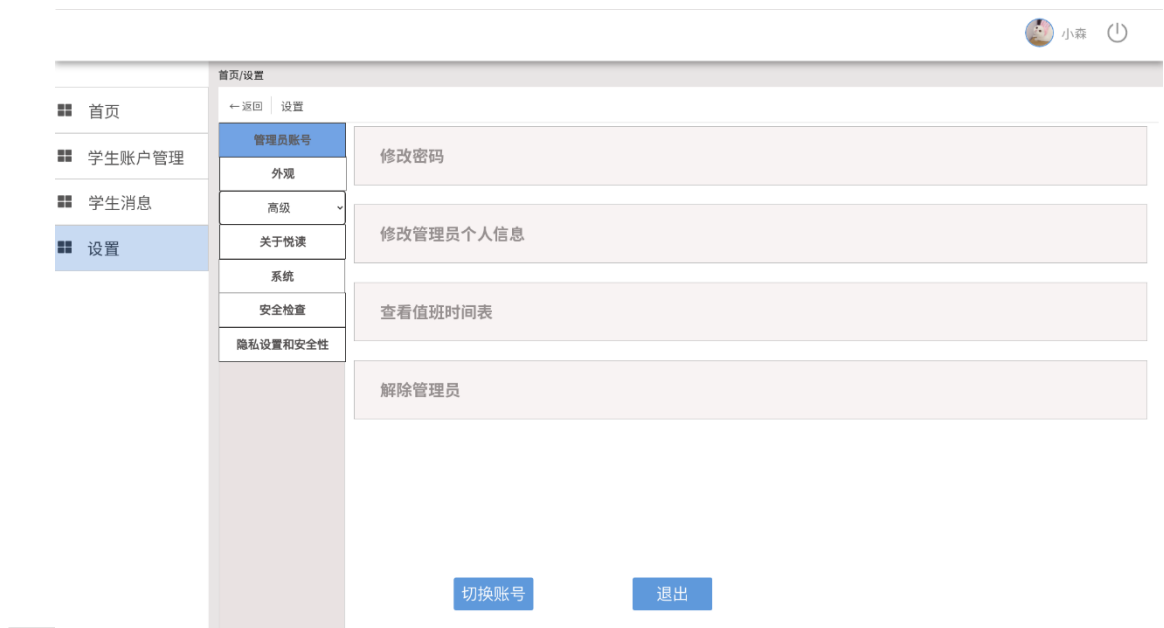 小森
首页/设置
首页
学生账户管理
学生消息
设置
←返回 设置
管理员账号
外观
高级
关于悦读
系统
安全检查
隐私设置和安全性
修改密码
修改管理员个人信息
查看值班时间表
解除管理员
切换账号 退出